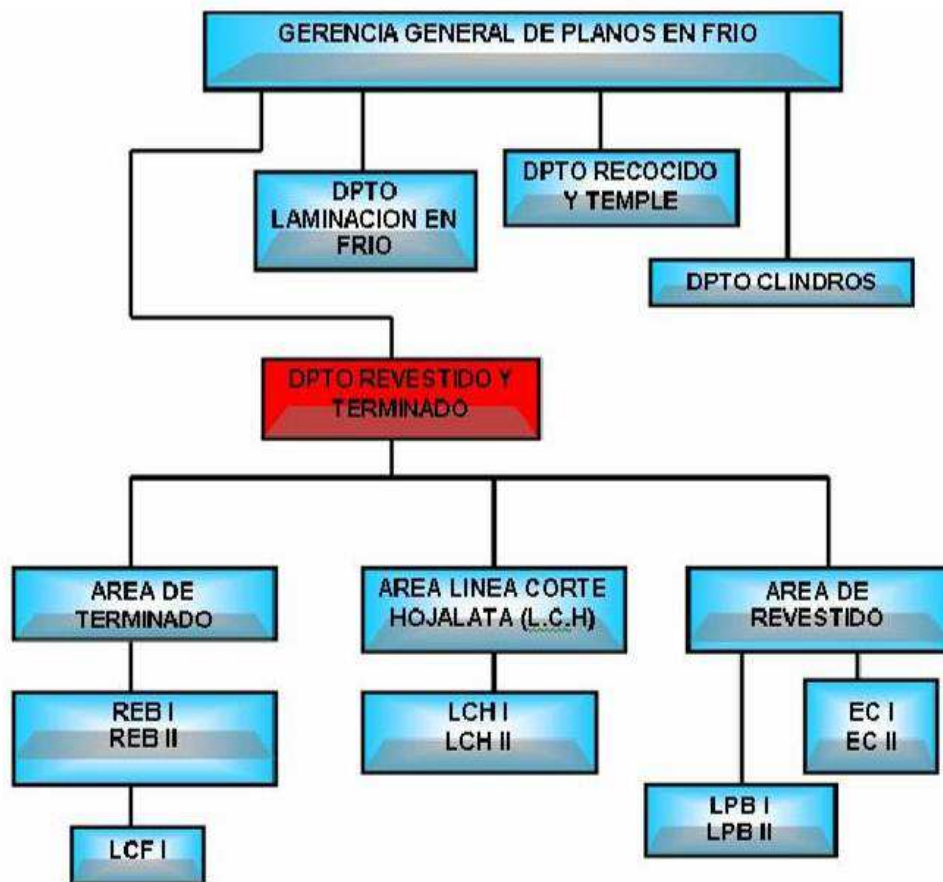 GERENCIA GENERAL DE PLANOS EN FRIO
DPTO
LAMINACION EN
FRIO
DPTO RECOCIDO
Y TEMPLE
DPTO CLINDROS
DPTO REVESTIDO Y
TERMINADO
AREA DE
TERMINADO
AREA LINEA CORTE
HOJALATA (L.C.H)
AREA DE
REVESTIDO
REB I
REB II
LCH I
LCH II
EC I
EC II
LPB I
LPB II
LCF I